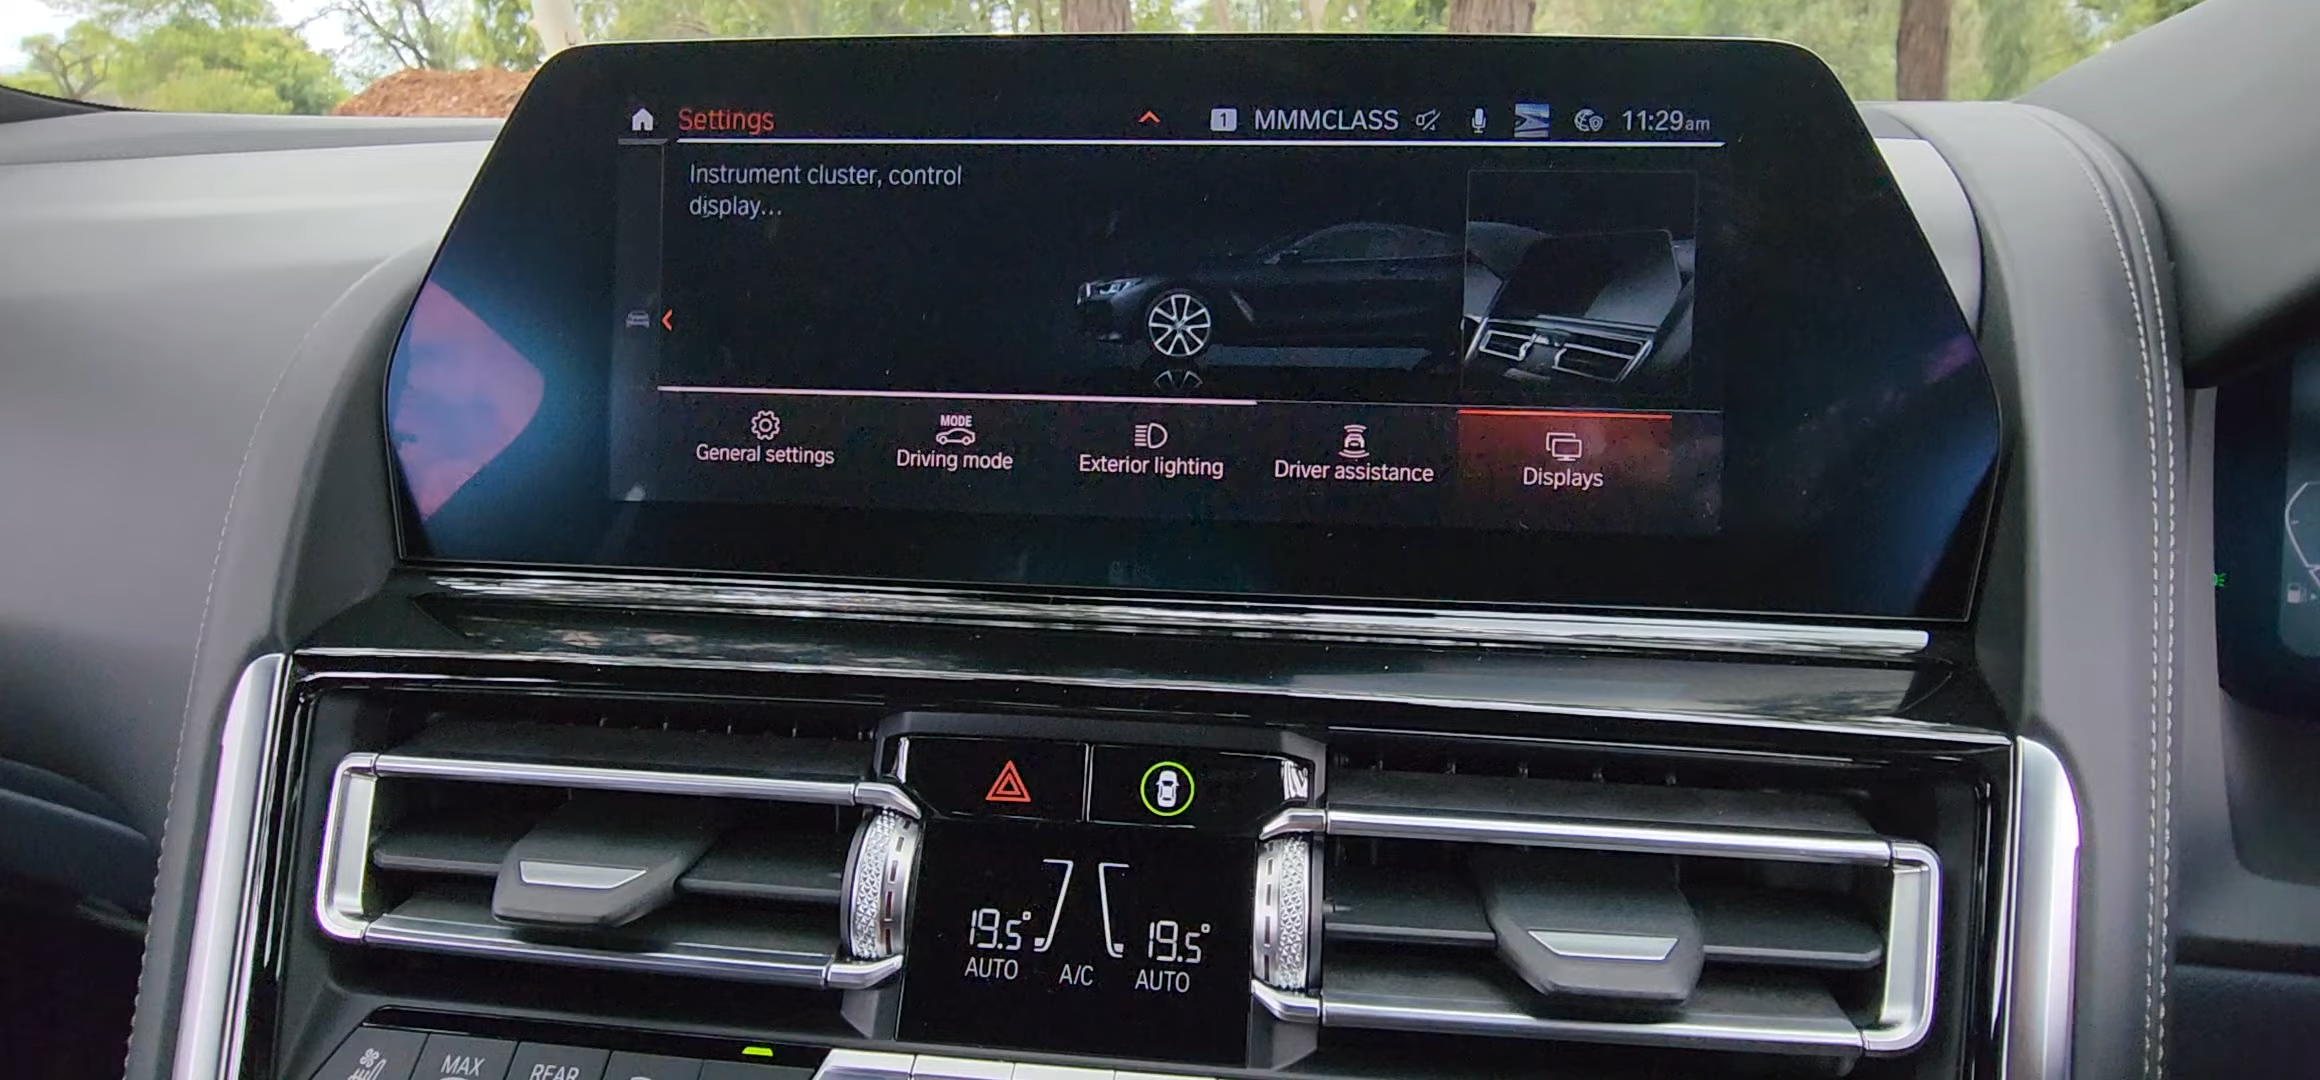 Settings
1 MMMCLASS 11:29am
Instrument cluster, control
display...
General settings
MODE
Driving mode
Exterior lighting
Driver assistance
Displays
19.5° 19.5°
AUTO A/C AUTO
MAX REAR